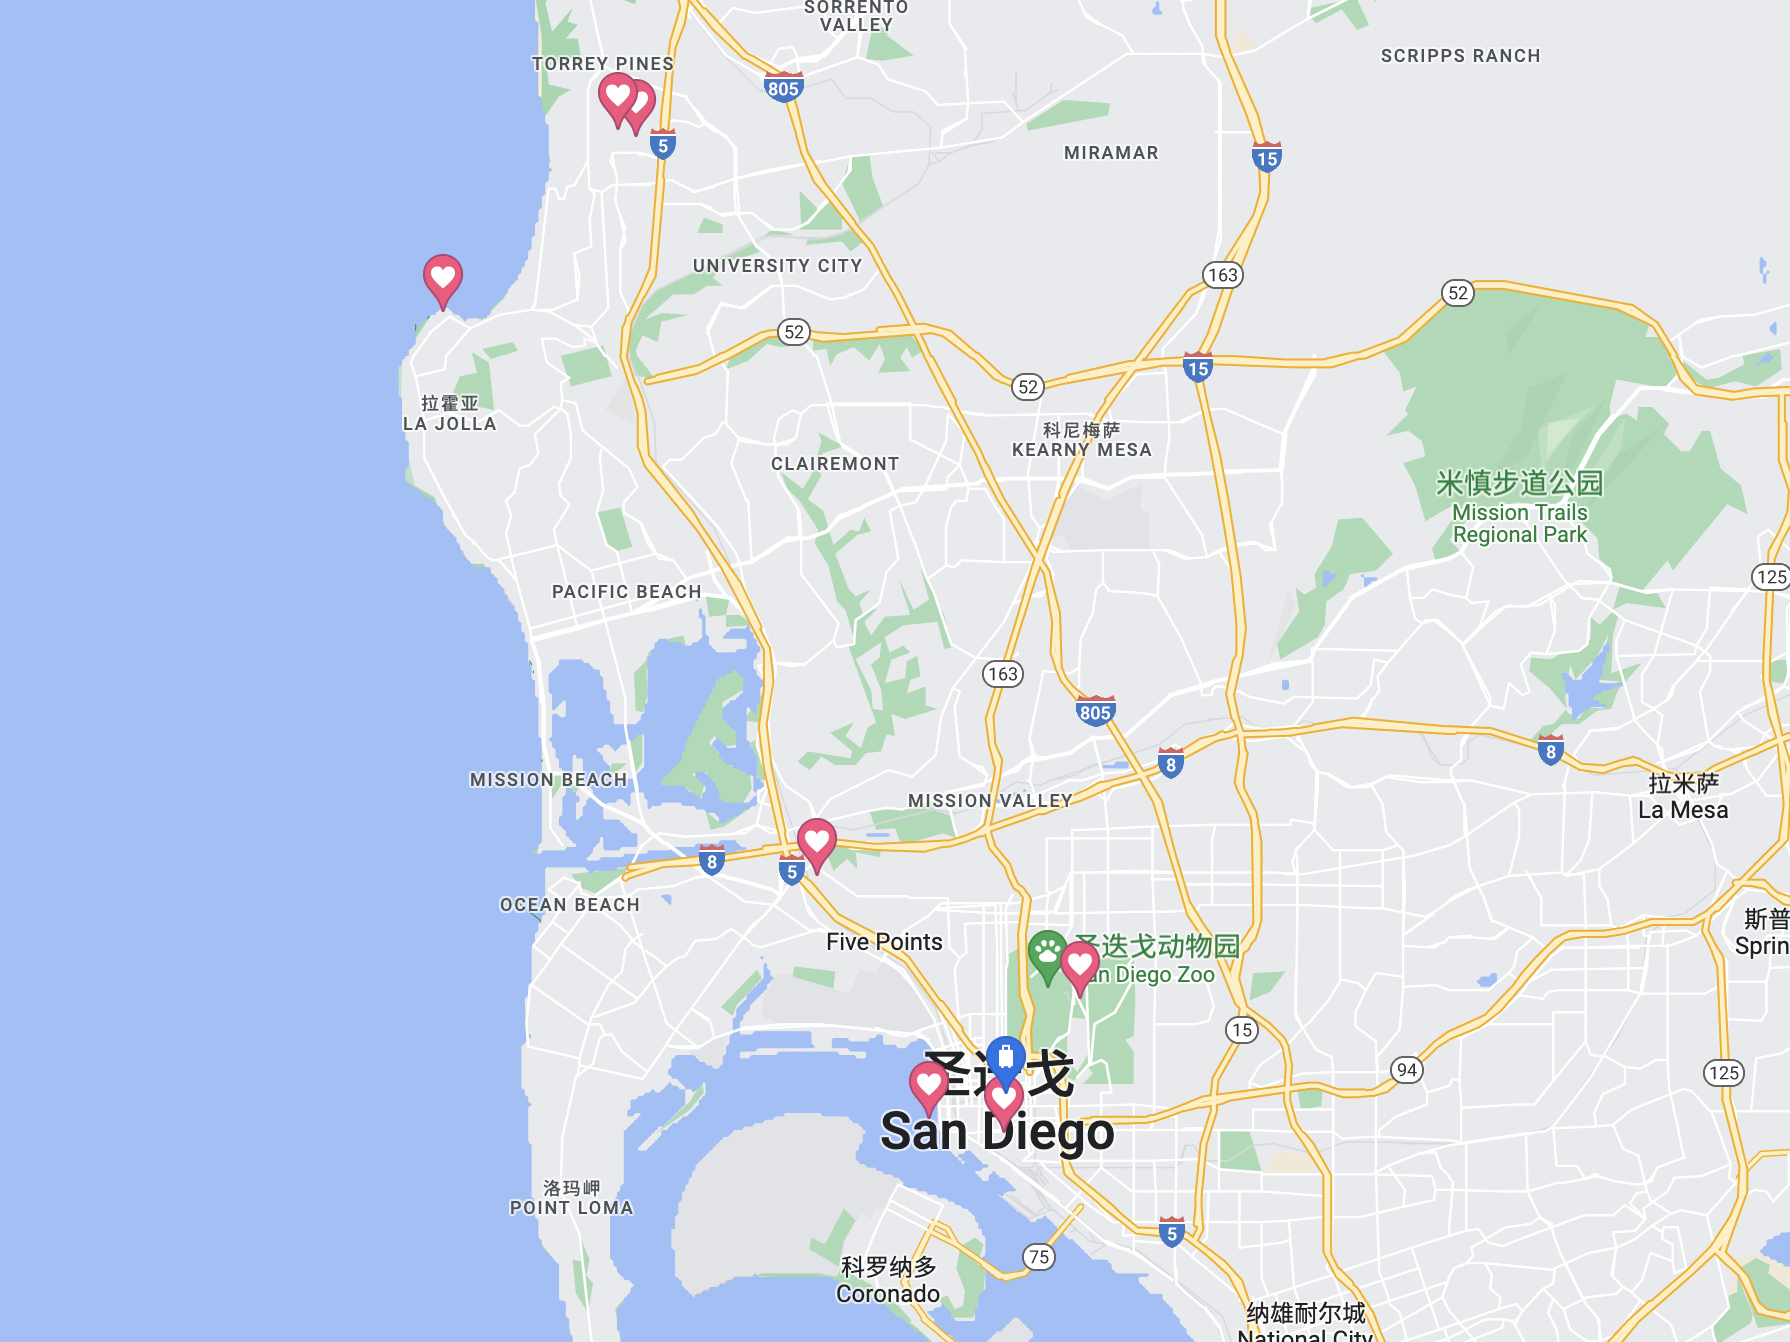 SORRENTO
VALLEY
SCRIPPS RANCH
TORREY PINES
805
5
MIRAMAR
15
UNIVERSITY CITY
163
52
52
15
52
拉霍亚
LA JOLLA
科尼梅萨
KEARNY MESA
CLAIREMONT
米慎步道公园
Mission Trails
Regional Park
125
PACIFIC BEACH
163
805
8
8
MISSION BEACH
拉米萨
La Mesa
MISSION VALLEY
8
5
OCEAN BEACH
斯普
Sprin
Five Points
圣迭戈动物园
San Diego Zoo
15
94
125
圣迭戈
San Diego
洛玛岬
POINT LOMA
5
75
科罗纳多
Coronado
纳雄耐尔城
National City